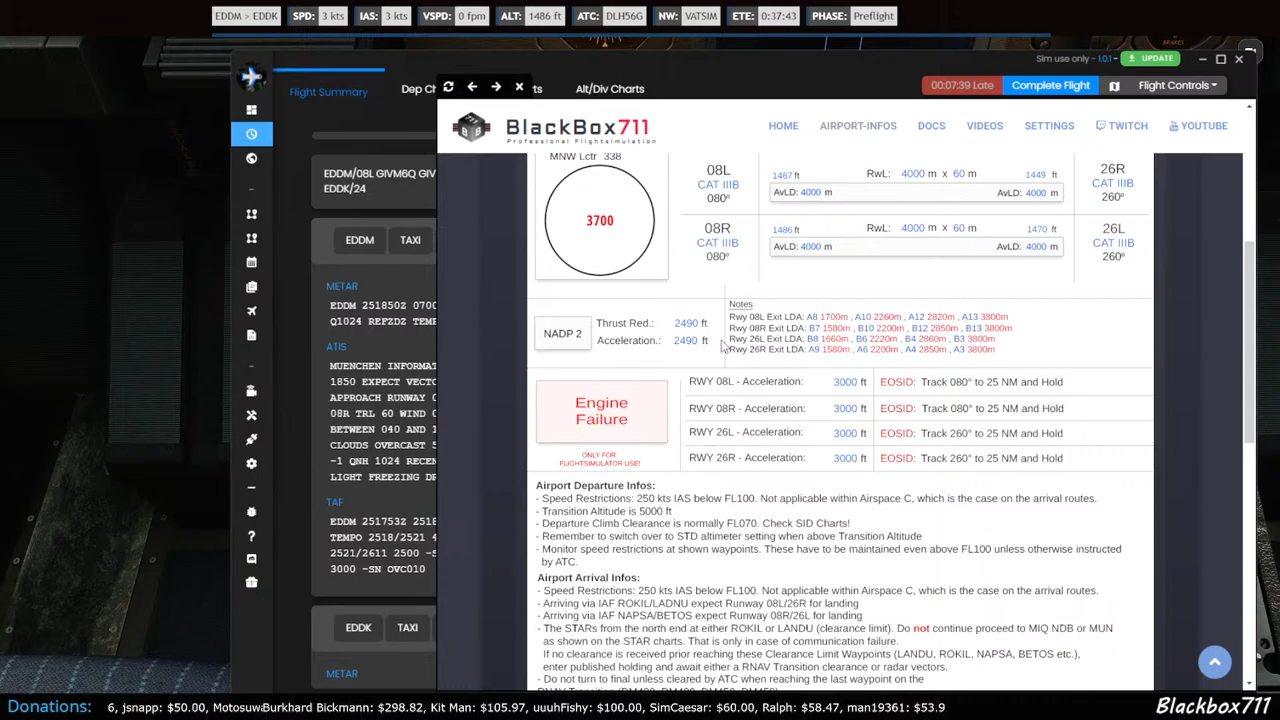 EDDM > EDDK SPD: 3 kts IAS: 3 kts VSPD: 0 fpm ALT: 1486 ft ATC: DLH56G NW: VATSIM ETE: 0:37:43 PHASE: Preflight
Sim use only - 1.0.1 - UPDATE
Flight Summary Dep Ch ts Alt/Div Charts 00:07:39 Late Complete Flight Flight Controls
BlackBox711 HOME AIRPORT-INFOS DOCS VIDEOS SETTINGS TWITCH YOUTUBE
Professional Flightsimulation
EDDM/08L GIVM6Q GIV
EDDK/24
EDDM TAXI
METAR
EDDM 251850Z 0700
Q1024 REFZDZ TEMP
ATIS
MUENCHEN INFORMAT
1850 EXPECT VECTO
APPROACH RUNWAY 0
08R TRL 60 WIND 0
BETWEEN 040 AND 1
CLOUDS OVERCAST 5
-1 QNH 1024 RECEN
LIGHT FREEZING DR
TAF
EDDM 251753Z 2518
TEMPO 2518/2521 4
2521/2611 2500 -S
3000 -SN OVC010
EDDK TAXI
METAR
MNW Lctr 338
3700
08L CAT IIIB 080º 1467 ft RwL: 4000 m x 60 m 1449 ft AvLD: 4000 m AvLD: 4000 m 26R CAT IIIB 260º
08R CAT IIIB 080º 1486 ft RwL: 4000 m x 60 m 1470 ft AvLD: 4000 m AvLD: 4000 m 26L CAT IIIB 260º
NADP 2
Thrust Red.: 2490 ft
Acceleration.: 2490 ft
Notes
Rwy 08L Exit LDA: A8 1700m , A10 2260m , A12 2820m , A13 3800m
Rwy 08R Exit LDA: B7 1580m , B10 2200m , B12 2850m , B13 3800m
Rwy 26L Exit LDA: B8 1660m , B6 2220m , B4 2860m , B3 3800m
Rwy 26R Exit LDA: A9 1580m , A6 2200m , A4 2850m , A3 3800m
Engine
Failure
ONLY FOR
FLIGHTSIMULATOR USE!
RWY 08L - Acceleration: 3000 ft EOSID: Track 080° to 25 NM and Hold
RWY 08R - Acceleration: 3000 ft EOSID: Track 080° to 25 NM and Hold
RWY 26L - Acceleration: 3000 ft EOSID: Track 260° to 25 NM and Hold
RWY 26R - Acceleration: 3000 ft EOSID: Track 260° to 25 NM and Hold
Airport Departure Infos:
- Speed Restrictions: 250 kts IAS below FL100. Not applicable within Airspace C, which is the case on the arrival routes.
- Transition Altitude is 5000 ft
- Departure Climb Clearance is normally FL070. Check SID Charts!
- Remember to switch over to STD altimeter setting when above Transition Altitude
- Monitor speed restrictions at shown waypoints. These have to be maintained even above FL100 unless otherwise instructed
by ATC.
Airport Arrival Infos:
- Speed Restrictions: 250 kts IAS below FL100. Not applicable within Airspace C, which is the case on the arrival routes.
- Arriving via IAF ROKIL/LADNU expect Runway 08L/26R for landing
- Arriving via IAF NAPSA/BETOS expect Runway 08R/26L for landing
- The STARs from the north end at either ROKIL or LANDU (clearance limit). Do not continue proceed to MIQ NDB or MUN
as shown on the STAR charts. That is only in case of communication failure.
If no clearance is received prior reaching these Clearance Limit Waypoints (LANDU, ROKIL, NAPSA, BETOS etc.),
enter published holding and await either a RNAV Transition clearance or radar vectors.
- Do not turn to final unless cleared by ATC when reaching the last waypoint on the
Donations: 6, jsnapp: $50.00, MotosuwBurkhard Bickmann: $298.82, Kit Man: $105.97, uuuhFishy: $100.00, SimCaesar: $60.00, Ralph: $58.47, man19361: $53.9
Blackbox711